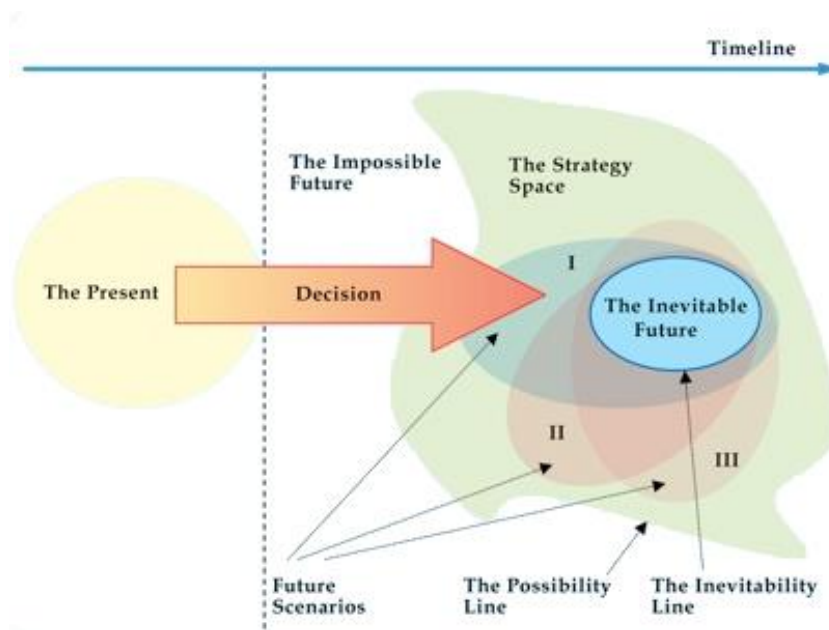 Timeline
The Impossible
Future
The Strategy
Space
I
The Present
Decision
The Inevitable
Future
II
III
Future
Scenarios
The Possibility
Line
The Inevitability
Line